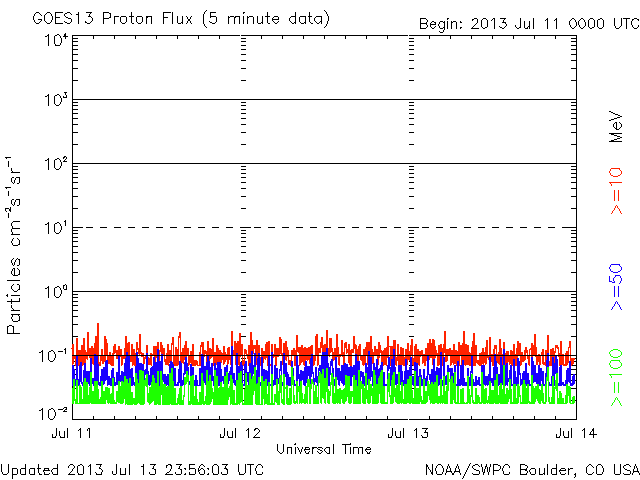 GOES13 Proton Flux (5 minute data)
Begin: 2013 Jul 11 0000 UTC
10⁴
10³
10²
10¹
10⁰
10⁻¹
10⁻²
Particles cm⁻²s⁻¹sr⁻¹
MeV
>=10
>=50
>=100
Jul 11
Jul 12
Jul 13
Jul 14
Universal Time
Updated 2013 Jul 13 23:56:03 UTC
NOAA/SWPC Boulder, CO USA